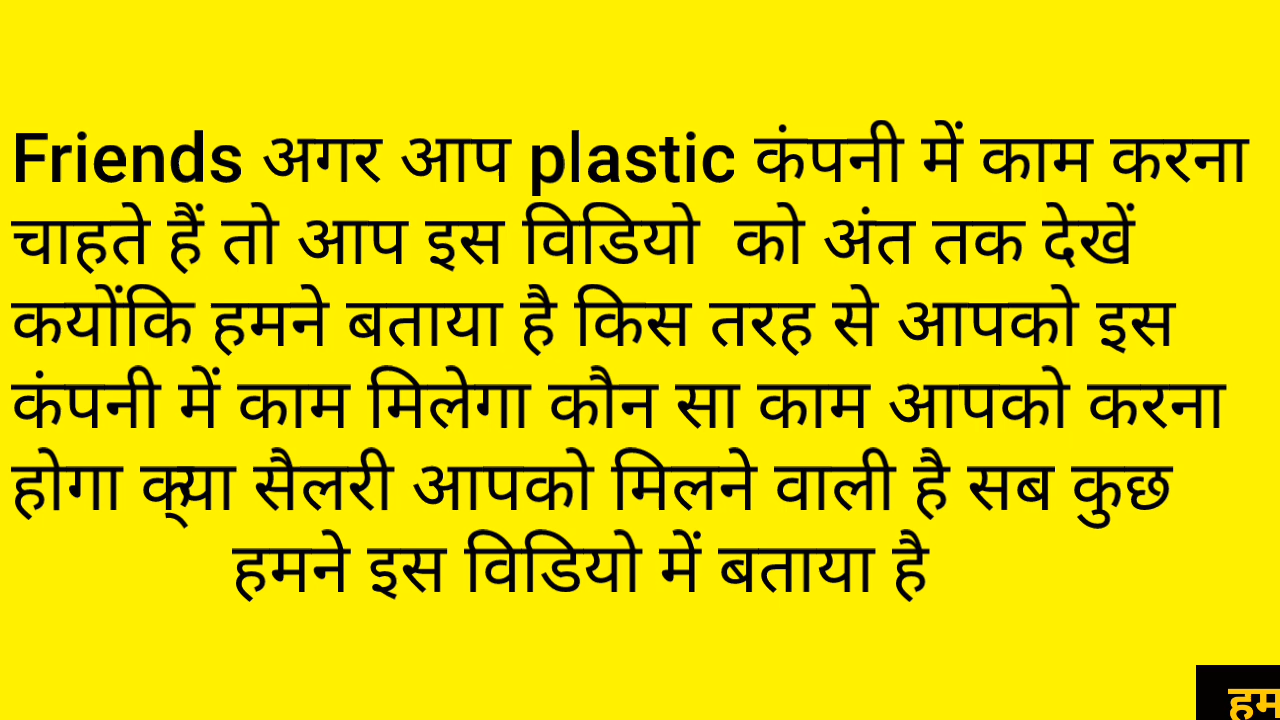 Friends अगर आप plastic कंपनी में काम करना
चाहते हैं तो आप इस विडियो को अंत तक देखें
कयोंकि हमने बताया है किस तरह से आपको इस
कंपनी में काम मिलेगा कौन सा काम आपको करना
होगा क्या सैलरी आपको मिलने वाली है सब कुछ
हमने इस विडियो में बताया है
हम